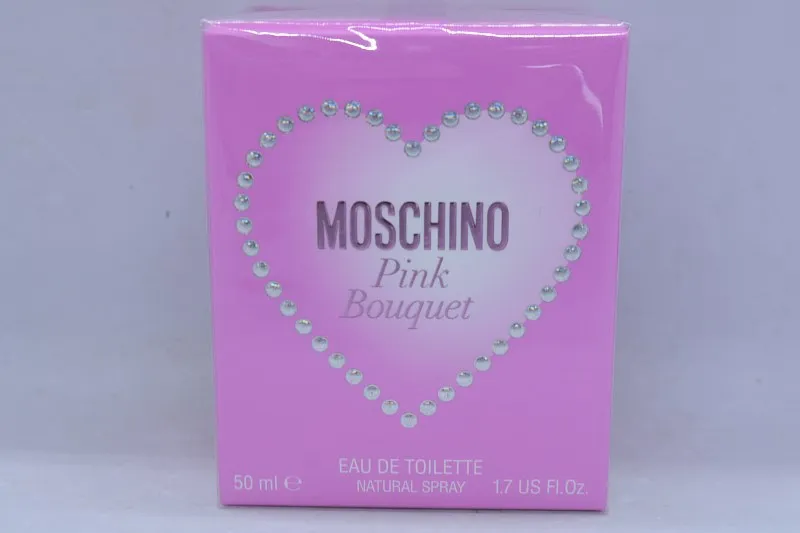 MOSCHINO
Pink
Bouquet
EAU DE TOILETTE
50 ml ℮ NATURAL SPRAY 1.7 US Fl.Oz.